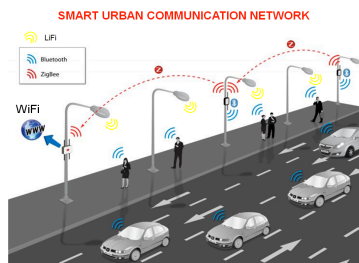 SMART URBAN COMMUNICATION NETWORK
LiFi
Bluetooth
ZigBee
WiFi
WWW